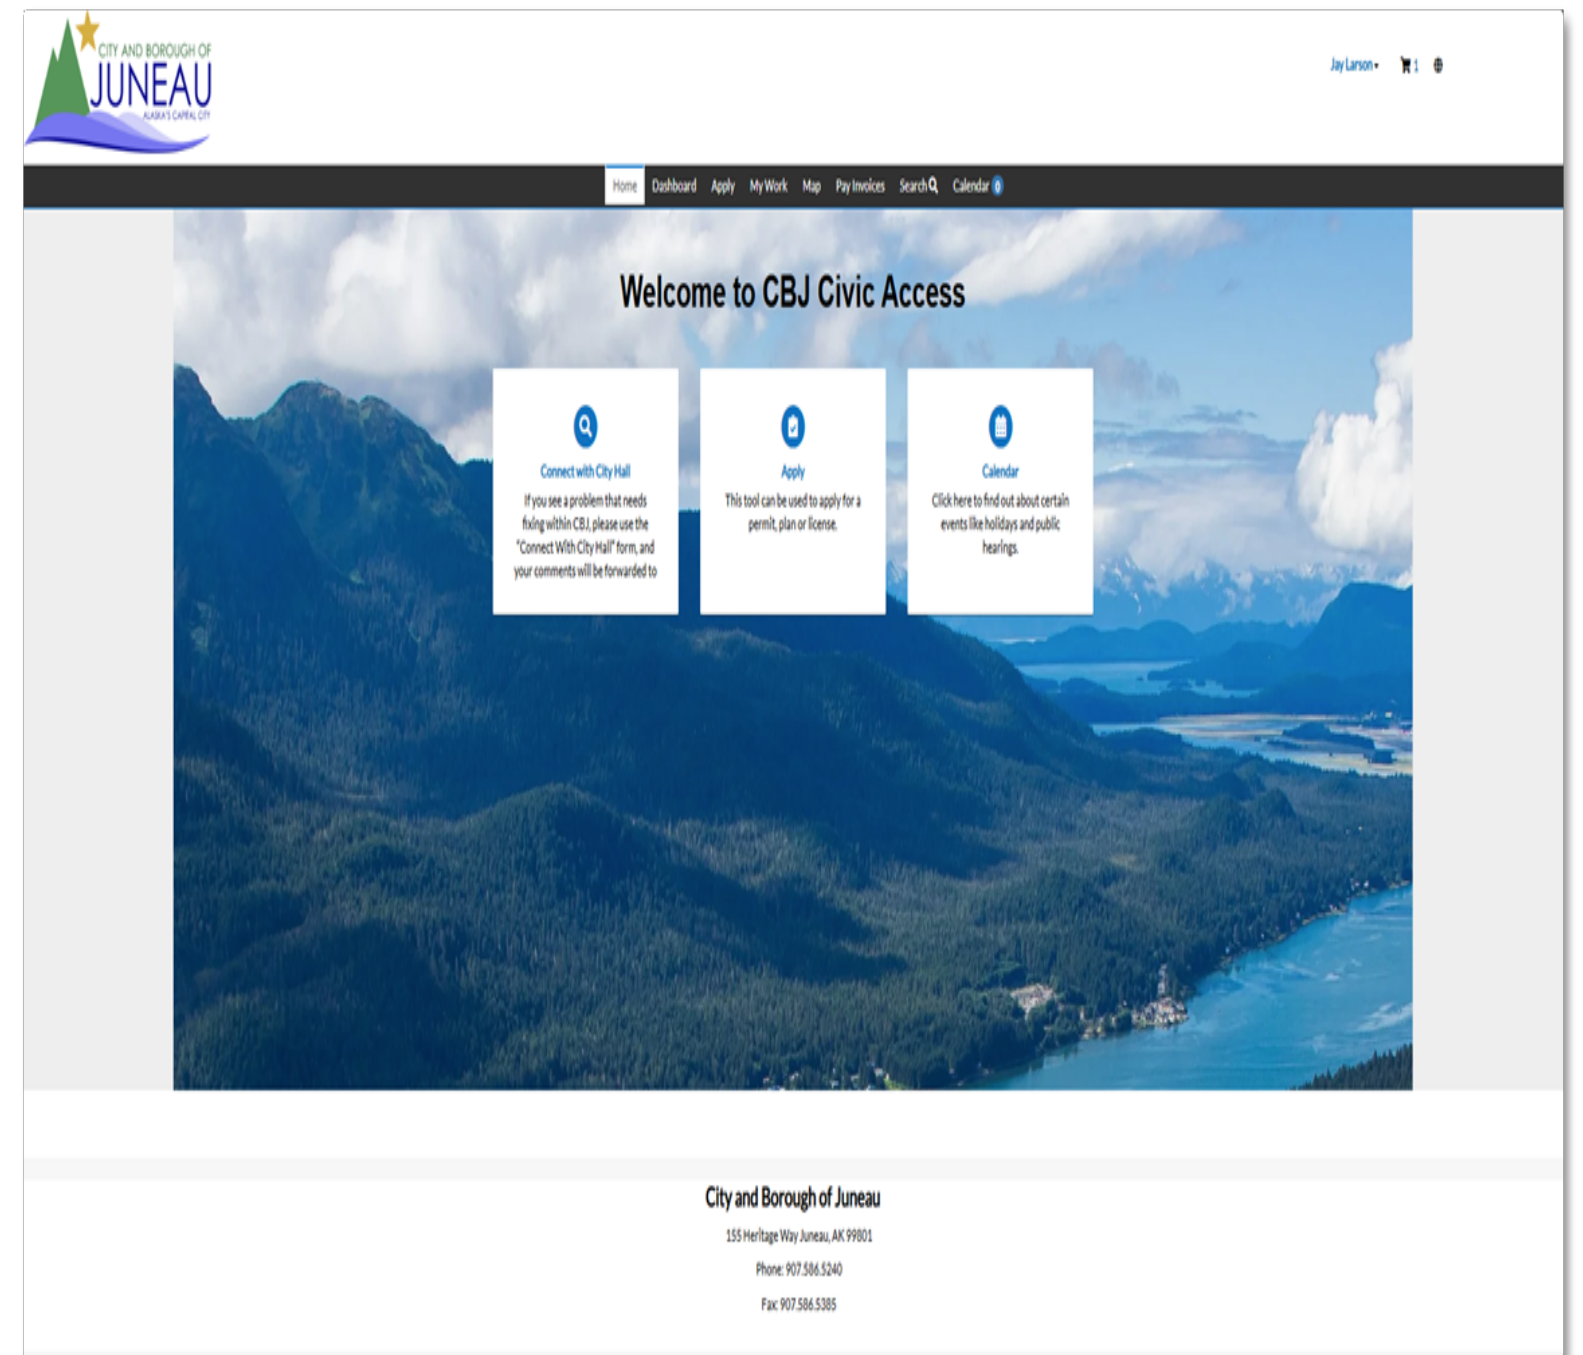 CITY AND BOROUGH OF
JUNEAU
ALASKA'S CAPITAL CITY
Jay Larson
1
Home Dashboard Apply My Work Map Pay Invoices Search Calendar 0
Welcome to CBJ Civic Access
Connect with City Hall
If you see a problem that needs
fixing within CBJ, please use the
"Connect With City Hall" form, and
your comments will be forwarded to
Apply
This tool can be used to apply for a
permit, plan or license.
Calendar
Click here to find out about certain
events like holidays and public
hearings.
City and Borough of Juneau
155 Heritage Way Juneau, AK 99801
Phone: 907.586.5240
Fax: 907.586.5385